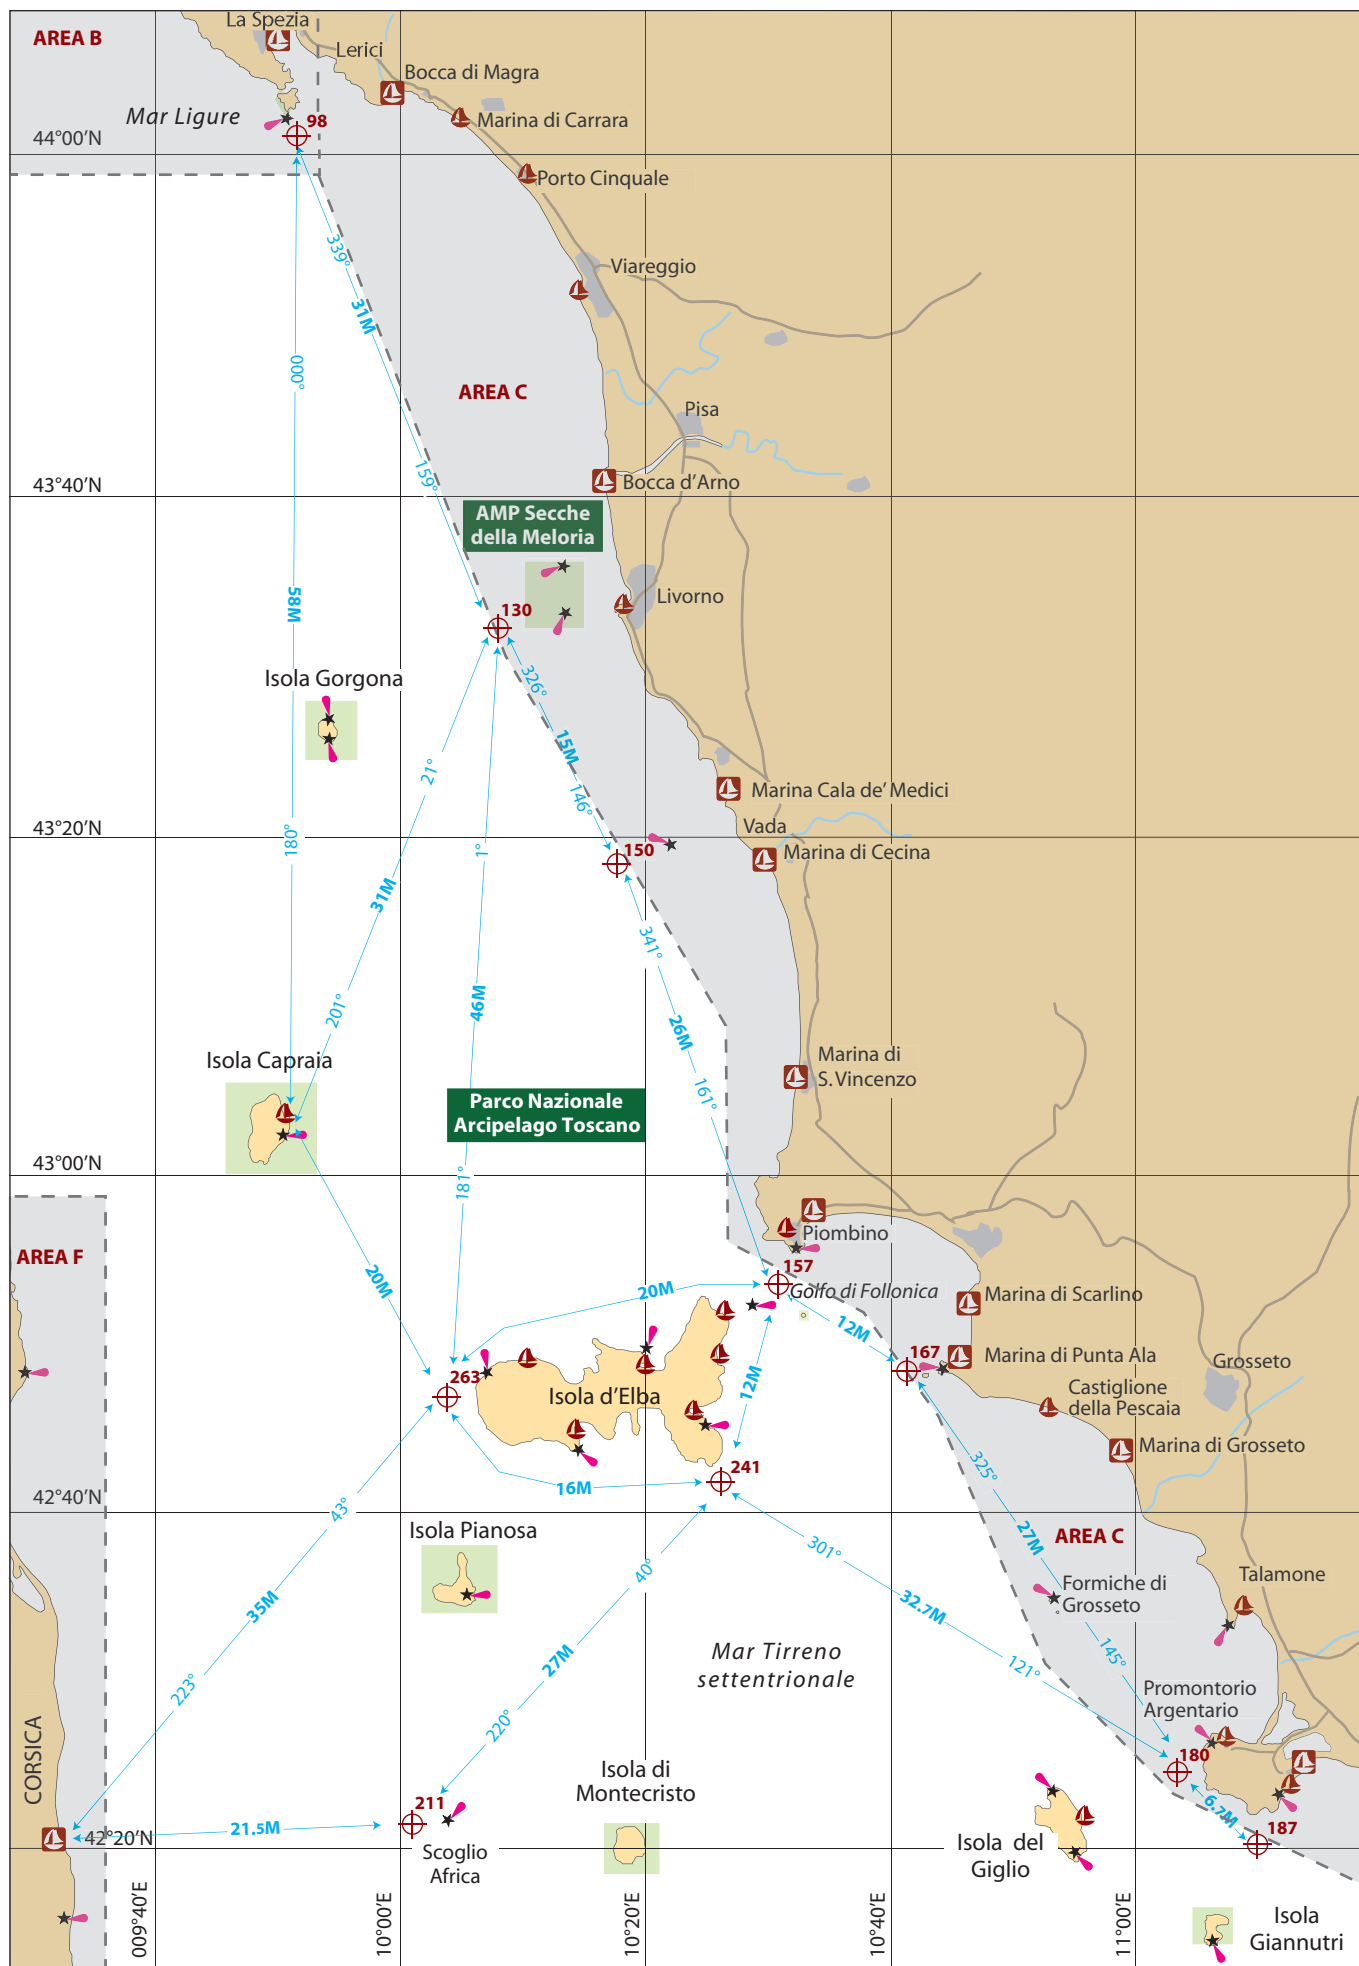 La Spezia
AREA B
Lerici
Bocca di Magra
Mar Ligure
98
Marina di Carrara
44°00'N
Porto Cinquale
339°
Viareggio
31M
000°
AREA C
Pisa
159°
43°40'N
Bocca d'Arno
AMP Secche
della Meloria
58M
130
Livorno
Isola Gorgona
326°
15M
21°
146°
Marina Cala de' Medici
43°20'N
Vada
180°
1°
150
Marina di Cecina
31M
341°
201°
46M
26M
Isola Capraia
Marina di
S. Vincenzo
161°
Parco Nazionale
Arcipelago Toscano
43°00'N
181°
Piombino
AREA F
157
20M
20M
Golfo di Follonica
Marina di Scarlino
12M
167
Marina di Punta Ala
Grosseto
263
Isola d'Elba
12M
Castiglione
della Pescaia
Marina di Grosseto
241
325°
16M
42°40'N
43°
Isola Pianosa
301°
27M
AREA C
40°
Talamone
Formiche di
Grosseto
35M
32.7M
Mar Tirreno
settentrionale
27M
145°
121°
223°
Promontorio
Argentario
220°
CORSICA
180
Isola di
Montecristo
211
6.7M
187
21.5M
42°20'N
Scoglio
Africa
Isola del
Giglio
009°40'E
10°00'E
10°20'E
10°40'E
11°00'E
Isola
Giannutri